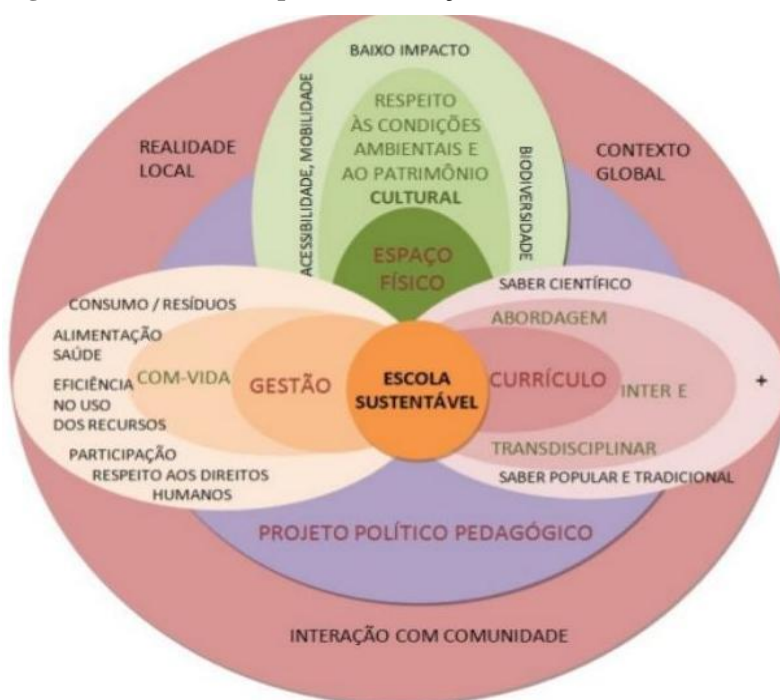 BAIXO IMPACTO
ACESSIBILIDADE, MOBILIDADE
RESPEITO
ÀS CONDIÇÕES
AMBIENTAIS E
AO PATRIMÔNIO
CULTURAL
BIODIVERSIDADE
REALIDADE
LOCAL
CONTEXTO
GLOBAL
ESPAÇO
FÍSICO
CONSUMO / RESÍDUOS
ALIMENTAÇÃO
SAÚDE
EFICIÊNCIA
NO USO
DOS RECURSOS
PARTICIPAÇÃO
RESPEITO AOS DIREITOS
HUMANOS
COM-VIDA
GESTÃO
ESCOLA
SUSTENTÁVEL
CURRÍCULO
SABER CIENTÍFICO
ABORDAGEM
INTER E
+
TRANSDISCIPLINAR
SABER POPULAR E TRADICIONAL
PROJETO POLÍTICO PEDAGÓGICO
INTERAÇÃO COM COMUNIDADE